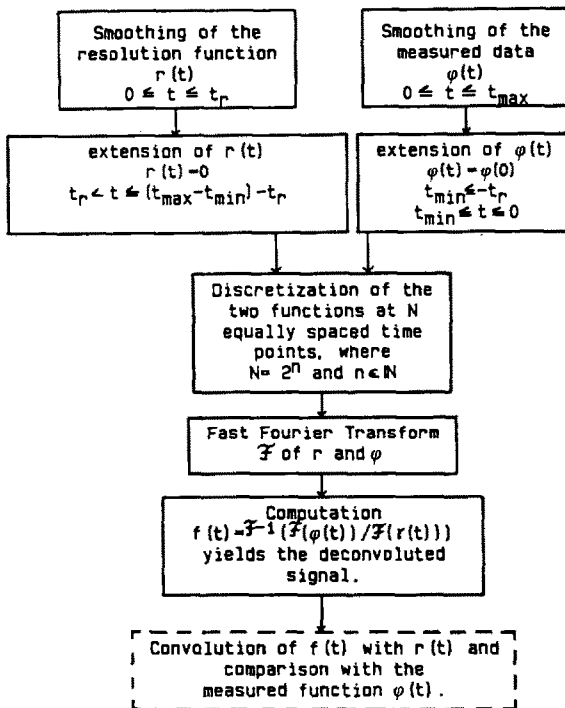 Smoothing of the
resolution function
r(t)
0 ≦ t ≦ t_r
Smoothing of the
measured data
φ(t)
0 ≦ t ≦ t_max
extension of r(t)
r(t)=0
t_r < t ≦ (t_max-t_min)-t_r
extension of φ(t)
φ(t)=φ(0)
t_min≦-t_r
t_min≦t≦0
Discretization of the
two functions at N
equally spaced time
points, where
N= 2^n and n∈ℕ
Fast Fourier Transform
ℱ of r and φ
Computation
f(t)=ℱ^-1(ℱ(φ(t))/ℱ(r(t)))
yields the deconvoluted
signal.
Convolution of f(t) with r(t) and
comparison with the
measured function φ(t).